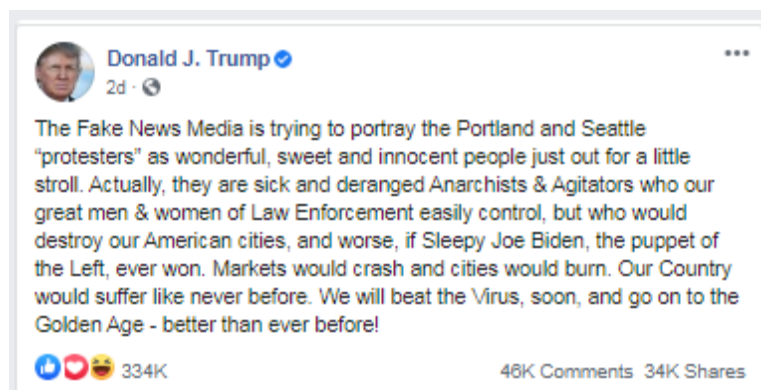 Donald J. Trump
2d ·
The Fake News Media is trying to portray the Portland and Seattle
“protesters” as wonderful, sweet and innocent people just out for a little
stroll. Actually, they are sick and deranged Anarchists & Agitators who our
great men & women of Law Enforcement easily control, but who would
destroy our American cities, and worse, if Sleepy Joe Biden, the puppet of
the Left, ever won. Markets would crash and cities would burn. Our Country
would suffer like never before. We will beat the Virus, soon, and go on to the
Golden Age - better than ever before!
334K 46K Comments 34K Shares